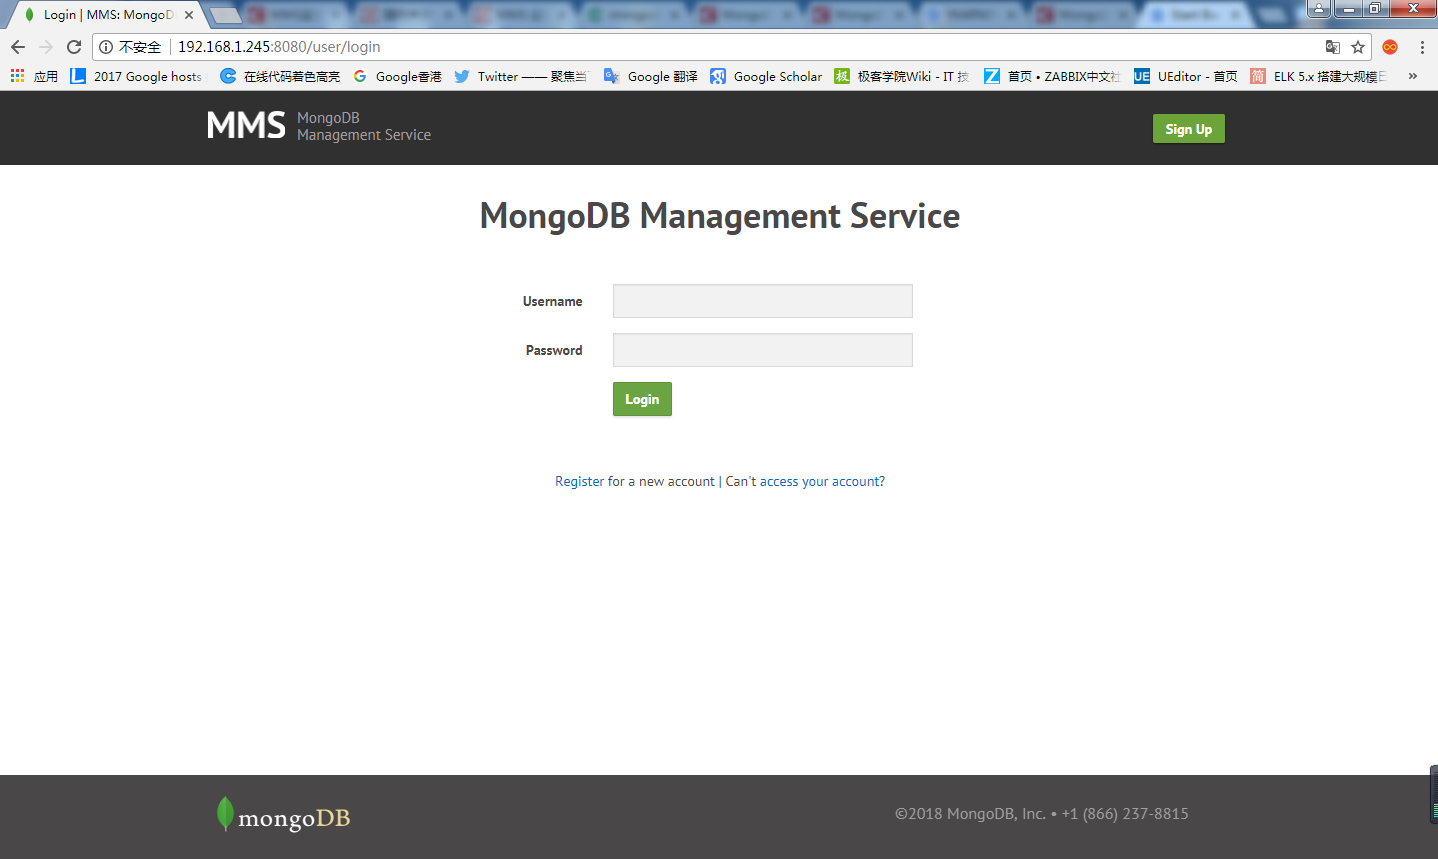 Login | MMS: MongoD
不安全 192.168.1.245:8080/user/login
应用 2017 Google hosts 在线代码着色高亮 Google香港 Twitter —— 聚焦当 Google 翻译 Google Scholar 极客学院Wiki - IT 技 首页 • ZABBIX中文社 UEditor - 首页 ELK 5.x 搭建大规模日 »
MMS MongoDB
Management Service
Sign Up
MongoDB Management Service
Username
Password
Login
Register for a new account | Can't access your account?
mongoDB
©2018 MongoDB, Inc. • +1 (866) 237-8815